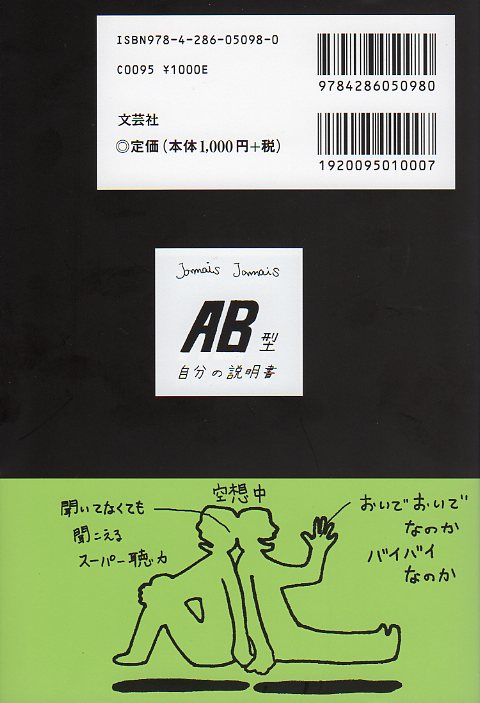 ISBN978-4-286-05098-0
C0095 ¥1000E
9784286050980
文芸社
◎定価(本体1,000円+税)
1920095010007
Jamais Jamais
AB型
自分の説明書
空想中
聞いてなくても
聞こえる
スーパー聴力
おいでおいで
なのか
バイバイ
なのか